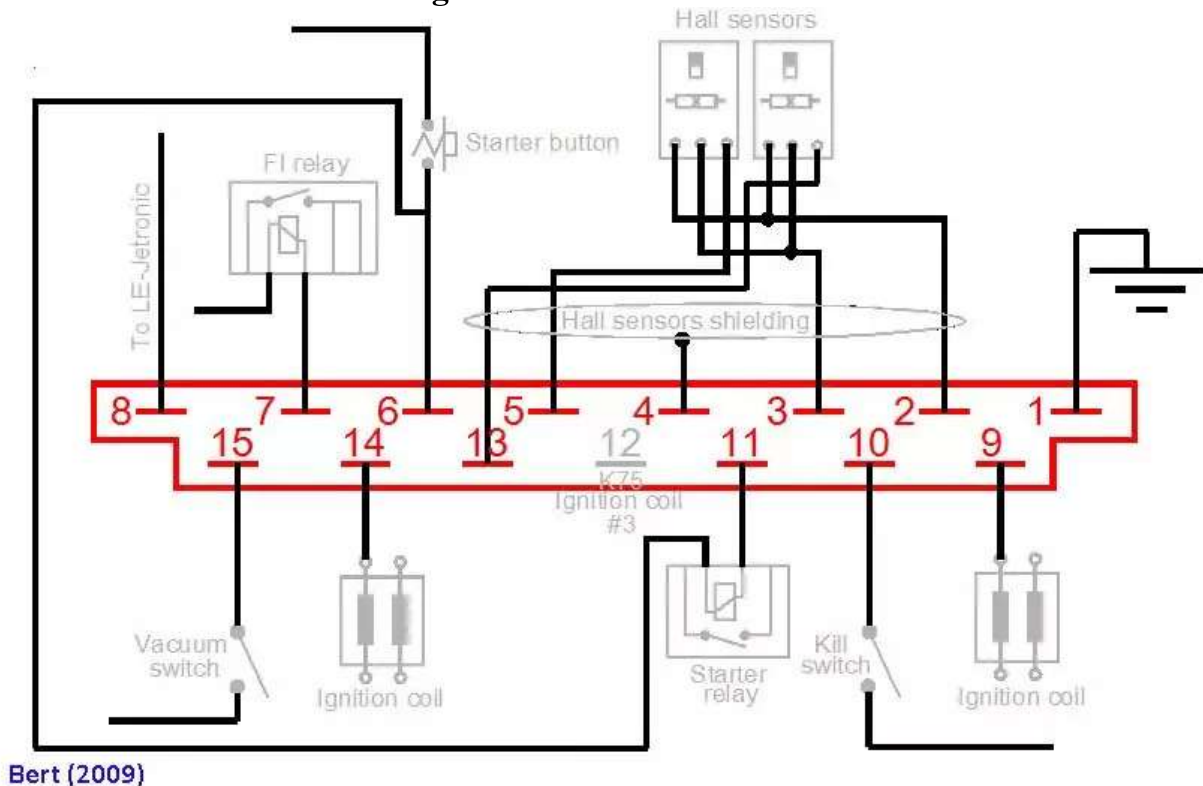 Hall sensors
Starter button
FI relay
To LE-Jetronic
Hall sensors shielding
8 7 6 5 4 3 2 1
15 14 13 12 11 10 9
K75
Ignition coil
#3
Vacuum
switch
Ignition coil
Starter
relay
Kill
switch
Ignition coil
Bert (2009)